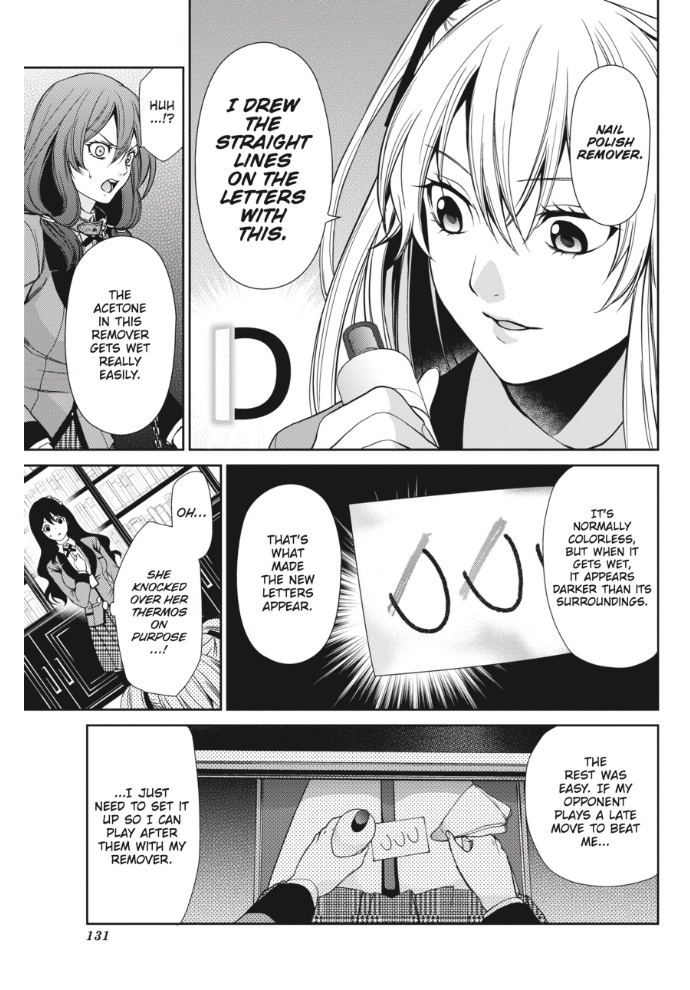 NAIL
POLISH
REMOVER.
I DREW
THE
STRAIGHT
LINES
ON THE
LETTERS
WITH
THIS.
D
HUH
...!?
THE
ACETONE
IN THIS
REMOVER
GETS WET
REALLY
EASILY.
IT'S
NORMALLY
COLORLESS,
BUT WHEN IT
GETS WET,
IT APPEARS
DARKER THAN ITS
SURROUNDINGS.
THAT'S
WHAT
MADE
THE NEW
LETTERS
APPEAR.
OH...
SHE
KNOCKED
OVER HER
THERMOS
ON
PURPOSE
...!
THE
REST WAS
EASY. IF MY
OPPONENT
PLAYS A LATE
MOVE TO BEAT
ME...
...I JUST
NEED TO SET IT
UP SO I CAN
PLAY AFTER
THEM WITH MY
REMOVER.
JJJ
131